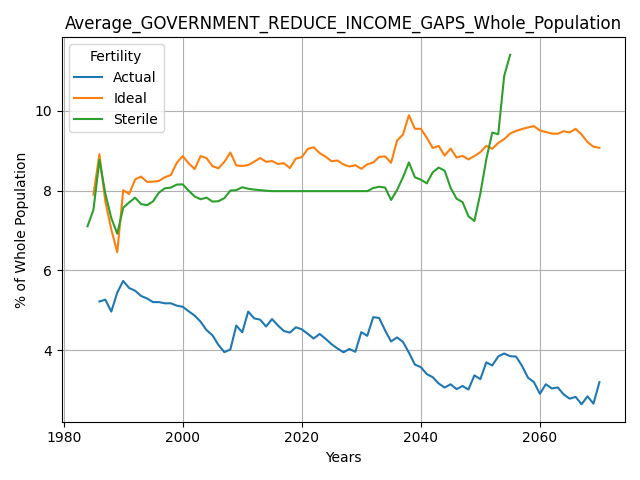 Average_GOVERNMENT_REDUCE_INCOME_GAPS_Whole_Population
Fertility
Actual
Ideal
Sterile
% of Whole Population
10
8
6
4
1980
2000
2020
2040
2060
Years